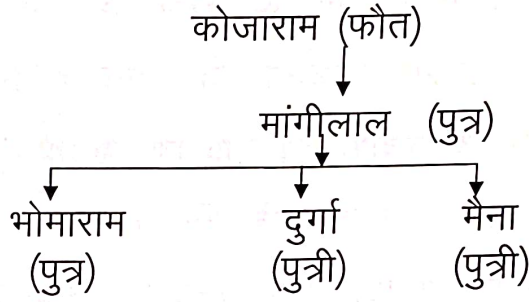 कोजाराम (फौत)
मांगीलाल (पुत्र)
भोमाराम दुर्गा मैना
(पुत्र) (पुत्री) (पुत्री)